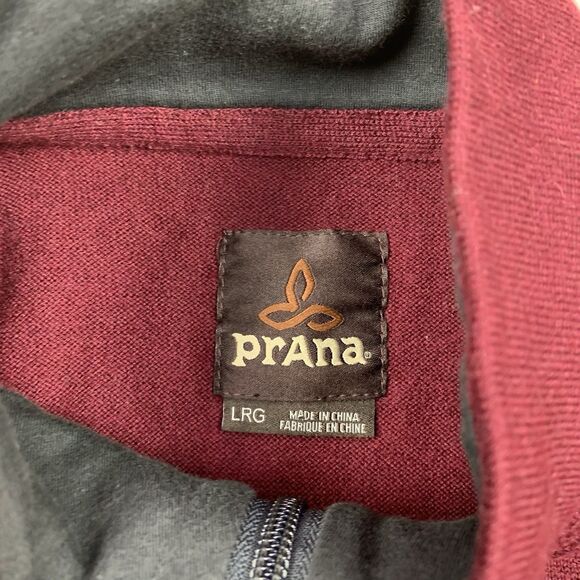 prAna®
LRG
MADE IN CHINA
FABRIQUE EN CHINE